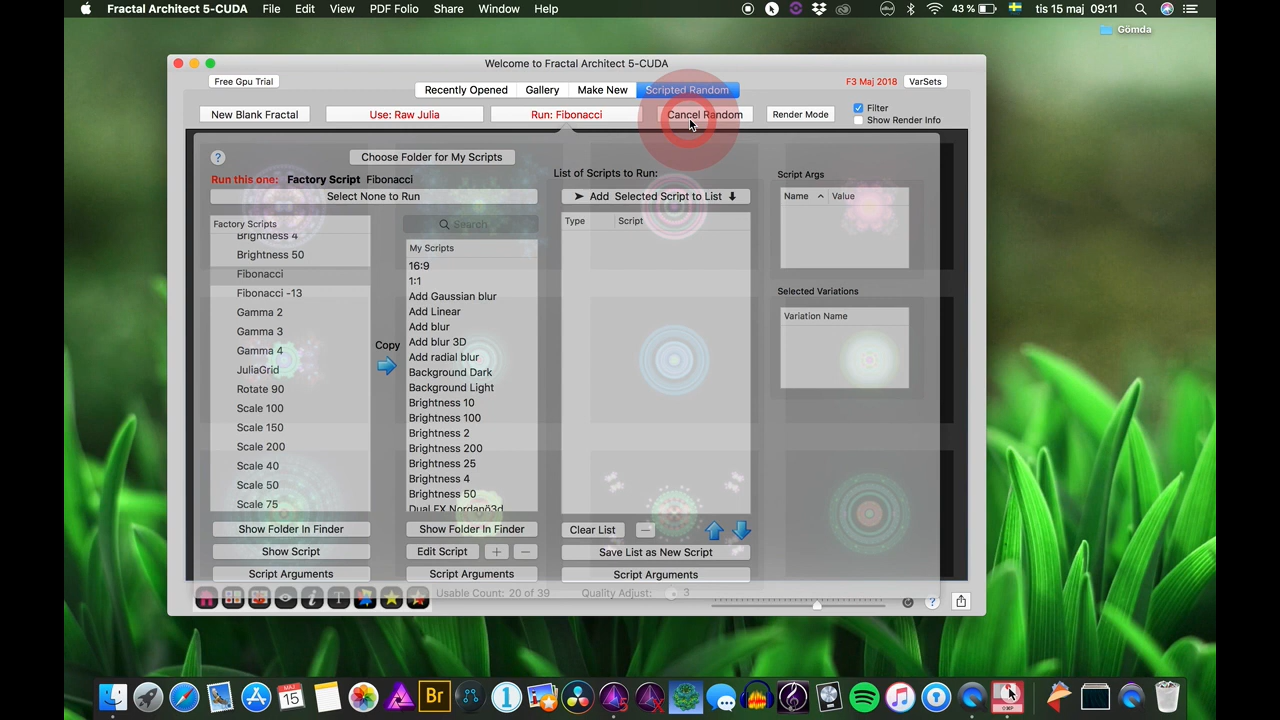 Fractal Architect 5-CUDA File Edit View PDF Folio Share Window Help 43 % tis 15 maj 09:11
Gömda
Welcome to Fractal Architect 5-CUDA
Free Gpu Trial
F3 Maj 2018 VarSets
Recently Opened Gallery Make New Scripted Random
New Blank Fractal Use: Raw Julia Run: Fibonacci Cancel Random Render Mode
Filter
Show Render Info
? Choose Folder for My Scripts
Run this one: Factory Script Fibonacci
Select None to Run
Factory Scripts
Brightness 4
Brightness 50
Fibonacci
Fibonacci -13
Gamma 2
Gamma 3
Gamma 4
JuliaGrid
Rotate 90
Scale 100
Scale 150
Scale 200
Scale 40
Scale 50
Scale 75
Show Folder In Finder
Show Script
Script Arguments
Copy
Search
My Scripts
16:9
1:1
Add Gaussian blur
Add Linear
Add blur
Add blur 3D
Add radial blur
Background Dark
Background Light
Brightness 10
Brightness 100
Brightness 2
Brightness 200
Brightness 25
Brightness 4
Brightness 50
Dual FX Nordanö3d
Show Folder In Finder
Edit Script + −
Script Arguments
List of Scripts to Run:
➤ Add Selected Script to List
Type Script
Clear List −
Save List as New Script
Script Arguments
Script Args
Name Value
Selected Variations
Variation Name
Usable Count: 20 of 39 Quality Adjust: 3
?
MAJ
15
Br
1